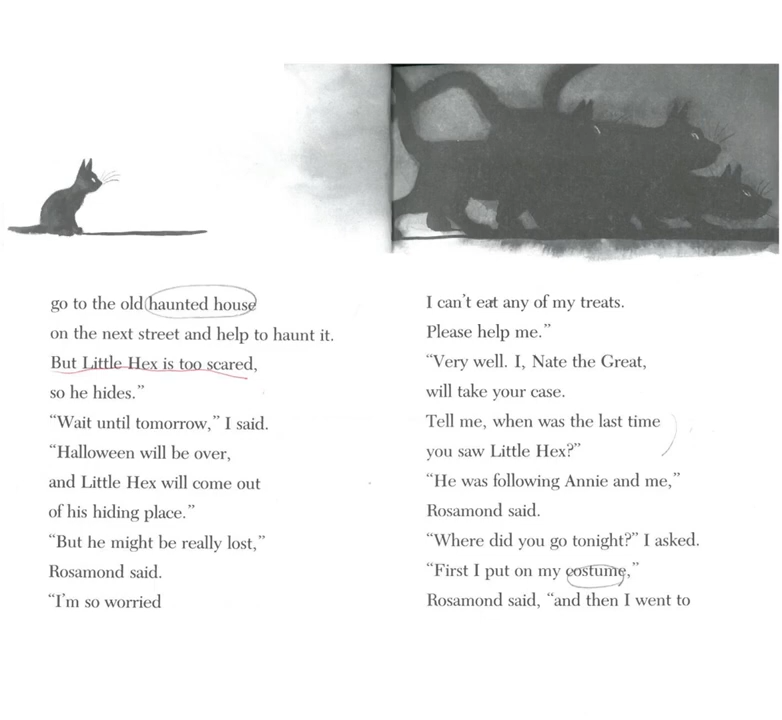 go to the old haunted house
on the next street and help to haunt it.
But Little Hex is too scared,
so he hides.”
“Wait until tomorrow,” I said.
“Halloween will be over,
and Little Hex will come out
of his hiding place.”
“But he might be really lost,”
Rosamond said.
“I’m so worried
I can’t eat any of my treats.
Please help me.”
“Very well. I, Nate the Great,
will take your case.
Tell me, when was the last time
you saw Little Hex?”
“He was following Annie and me,”
Rosamond said.
“Where did you go tonight?” I asked.
“First I put on my costume,”
Rosamond said, “and then I went to